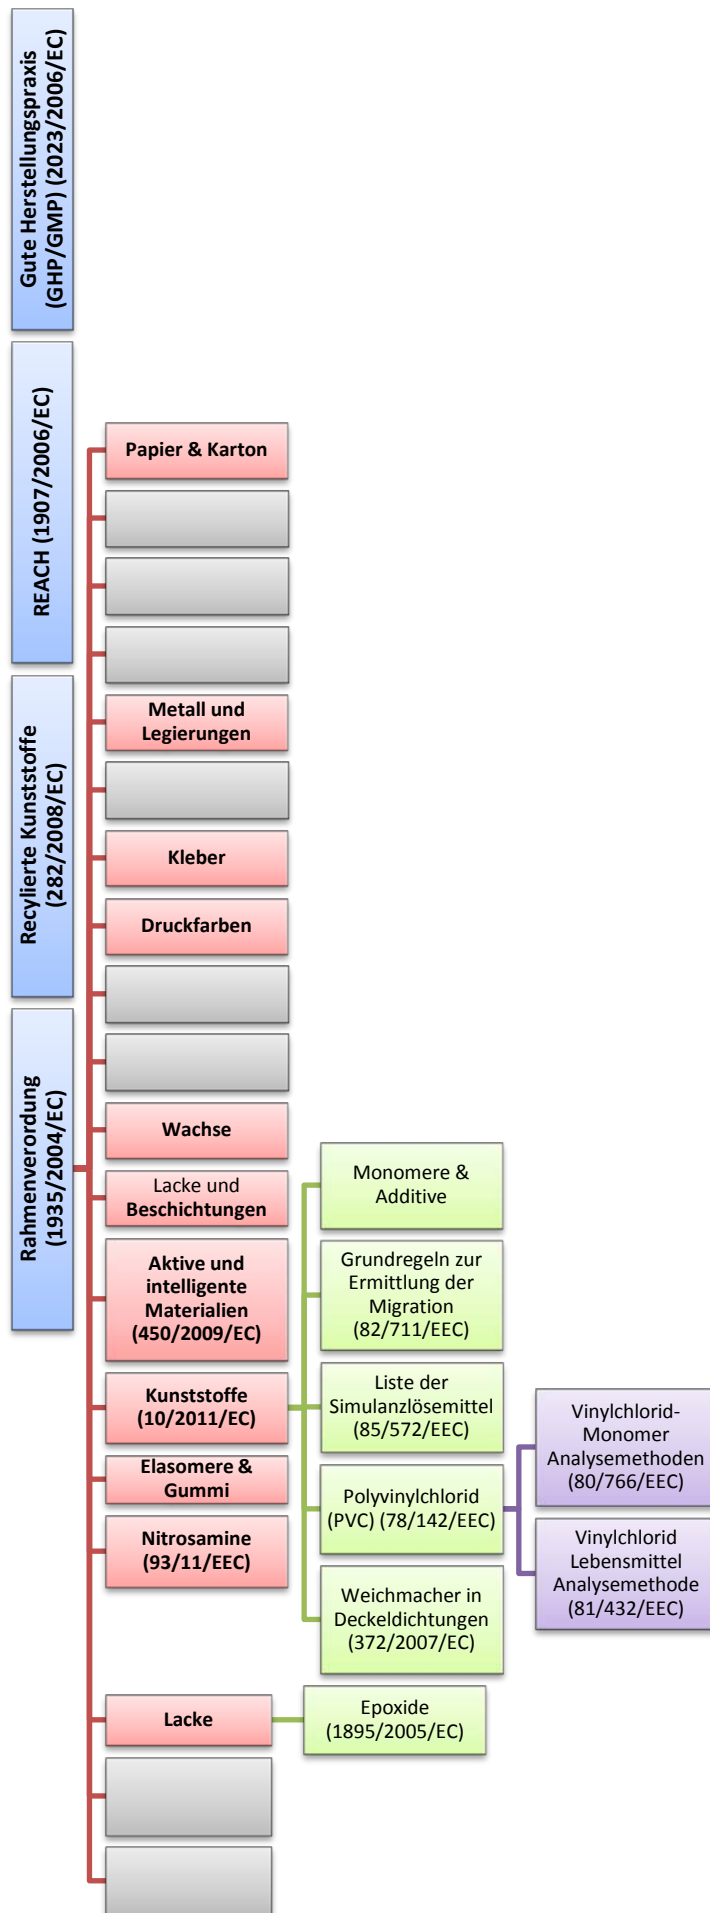 Gute Herstellungspraxis
(GHP/GMP) (2023/2006/EC)
REACH (1907/2006/EC)
Recylierte Kunststoffe
(282/2008/EC)
Rahmenverordung
(1935/2004/EC)
Papier & Karton
Metall und
Legierungen
Kleber
Druckfarben
Wachse
Lacke und
Beschichtungen
Aktive und
intelligente
Materialien
(450/2009/EC)
Kunststoffe
(10/2011/EC)
Monomere &
Additive
Grundregeln zur
Ermittlung der
Migration
(82/711/EEC)
Liste der
Simulanzlösemittel
(85/572/EEC)
Polyvinylchlorid
(PVC) (78/142/EEC)
Vinylchlorid-
Monomer
Analysemethoden
(80/766/EEC)
Vinylchlorid
Lebensmittel
Analysemethode
(81/432/EEC)
Weichmacher in
Deckeldichtungen
(372/2007/EC)
Elasomere &
Gummi
Nitrosamine
(93/11/EEC)
Lacke
Epoxide
(1895/2005/EC)